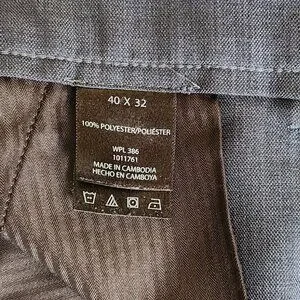 40 X 32
100% POLYESTER/POLIÉSTER
WPL 386
1011761
MADE IN CAMBODIA
HECHO EN CAMBOYA